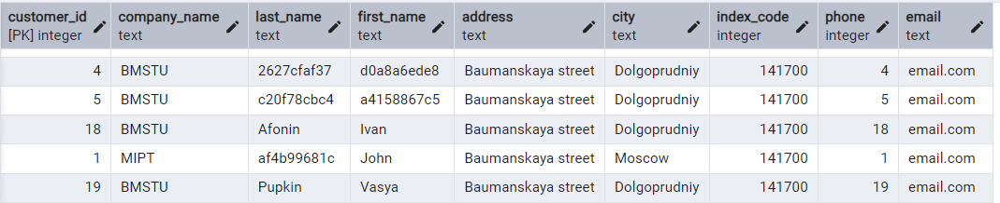 customer_id company_name last_name first_name address city index_code phone email
[PK] integer text text text text text integer integer text
4 BMSTU 2627cfaf37 d0a8a6ede8 Baumanskaya street Dolgoprudniy 141700 4 email.com
5 BMSTU c20f78cbc4 a4158867c5 Baumanskaya street Dolgoprudniy 141700 5 email.com
18 BMSTU Afonin Ivan Baumanskaya street Dolgoprudniy 141700 18 email.com
1 MIPT af4b99681c John Baumanskaya street Moscow 141700 1 email.com
19 BMSTU Pupkin Vasya Baumanskaya street Dolgoprudniy 141700 19 email.com